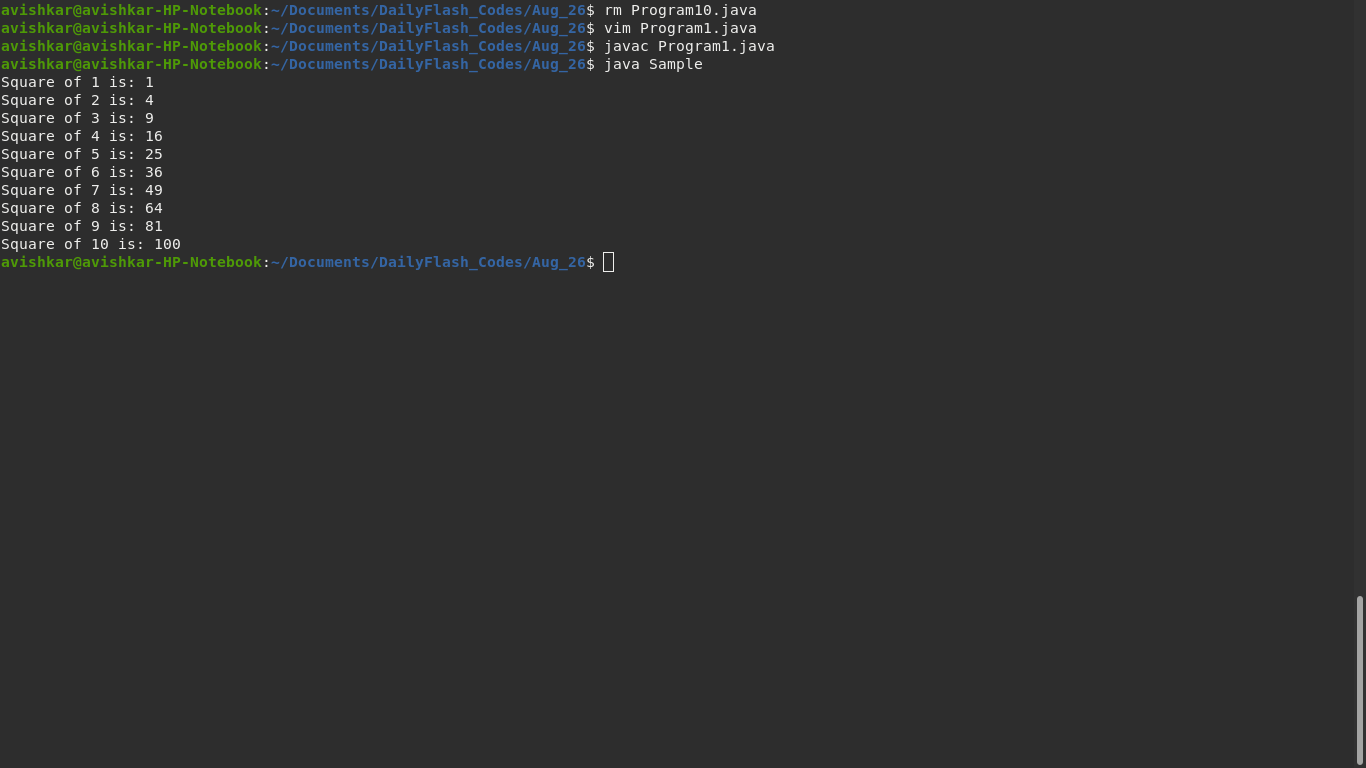 avishkar@avishkar-HP-Notebook:~/Documents/DailyFlash_Codes/Aug_26$ rm Program10.java
avishkar@avishkar-HP-Notebook:~/Documents/DailyFlash_Codes/Aug_26$ vim Program1.java
avishkar@avishkar-HP-Notebook:~/Documents/DailyFlash_Codes/Aug_26$ javac Program1.java
avishkar@avishkar-HP-Notebook:~/Documents/DailyFlash_Codes/Aug_26$ java Sample
Square of 1 is: 1
Square of 2 is: 4
Square of 3 is: 9
Square of 4 is: 16
Square of 5 is: 25
Square of 6 is: 36
Square of 7 is: 49
Square of 8 is: 64
Square of 9 is: 81
Square of 10 is: 100
avishkar@avishkar-HP-Notebook:~/Documents/DailyFlash_Codes/Aug_26$